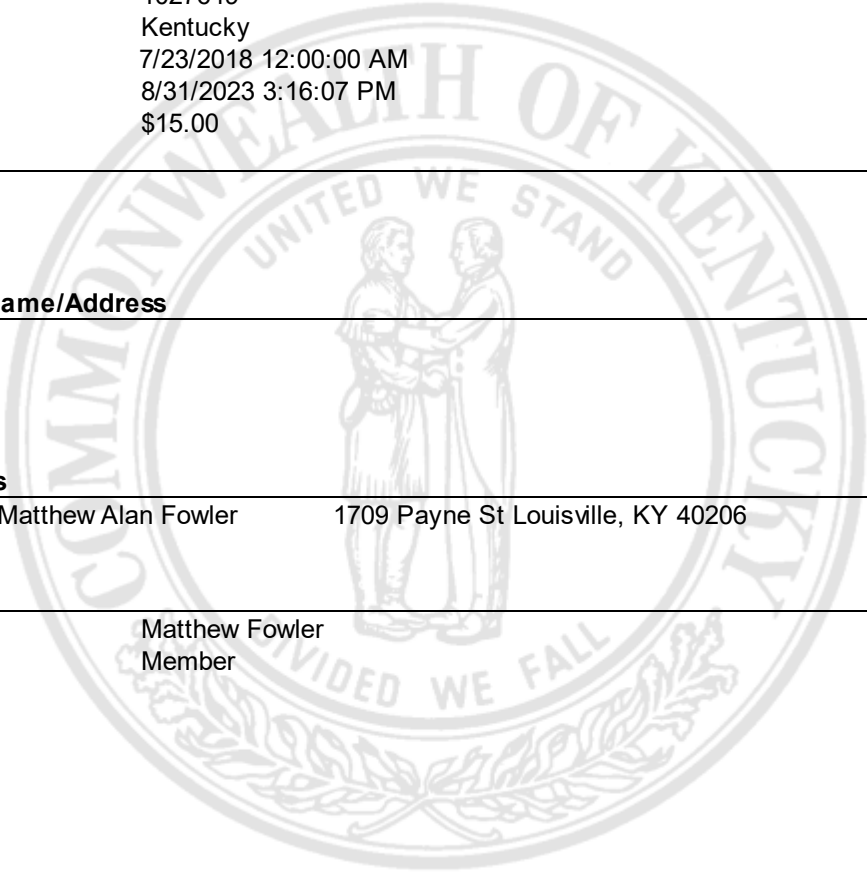 Kentucky
7/23/2018 12:00:00 AM
8/31/2023 3:16:07 PM
$15.00
COMMONWEALTH OF KENTUCKY
UNITED WE STAND
ame/Address
s
Matthew Alan Fowler 1709 Payne St Louisville, KY 40206
Matthew Fowler
Member
DIVIDED WE FALL